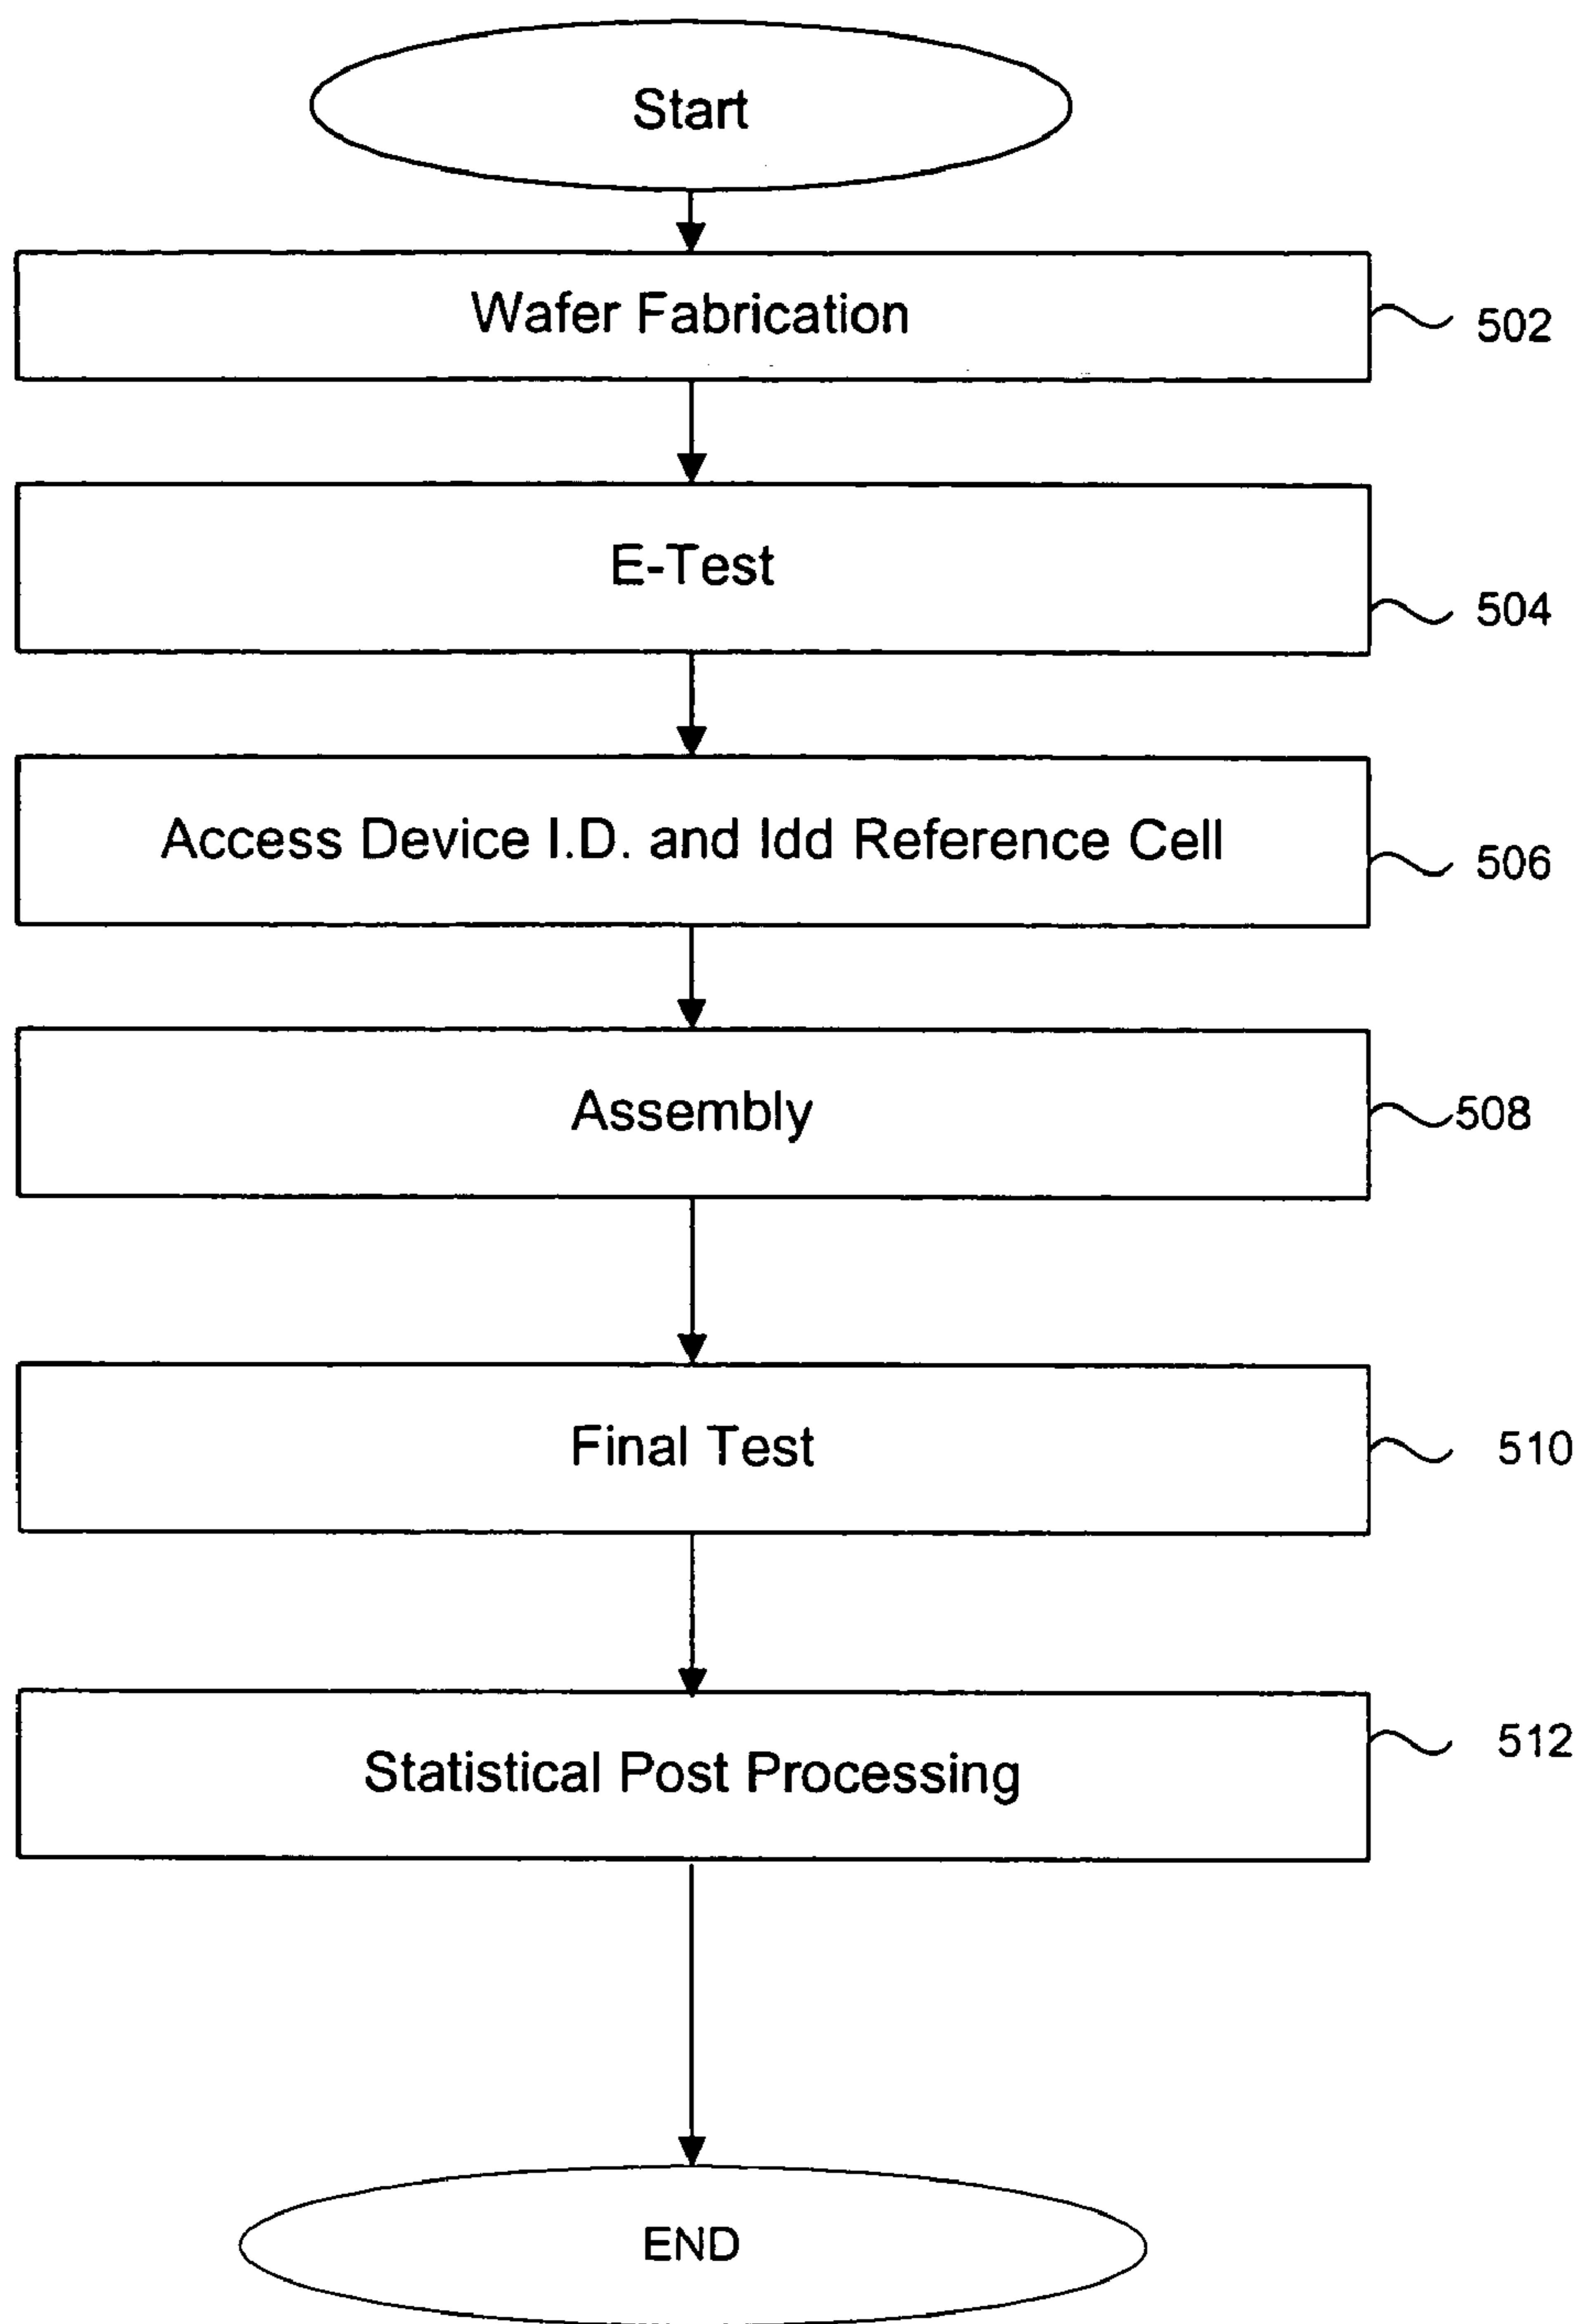 Start
Wafer Fabrication
502
E-Test
504
Access Device I.D. and Idd Reference Cell
506
Assembly
508
Final Test
510
Statistical Post Processing
512
END